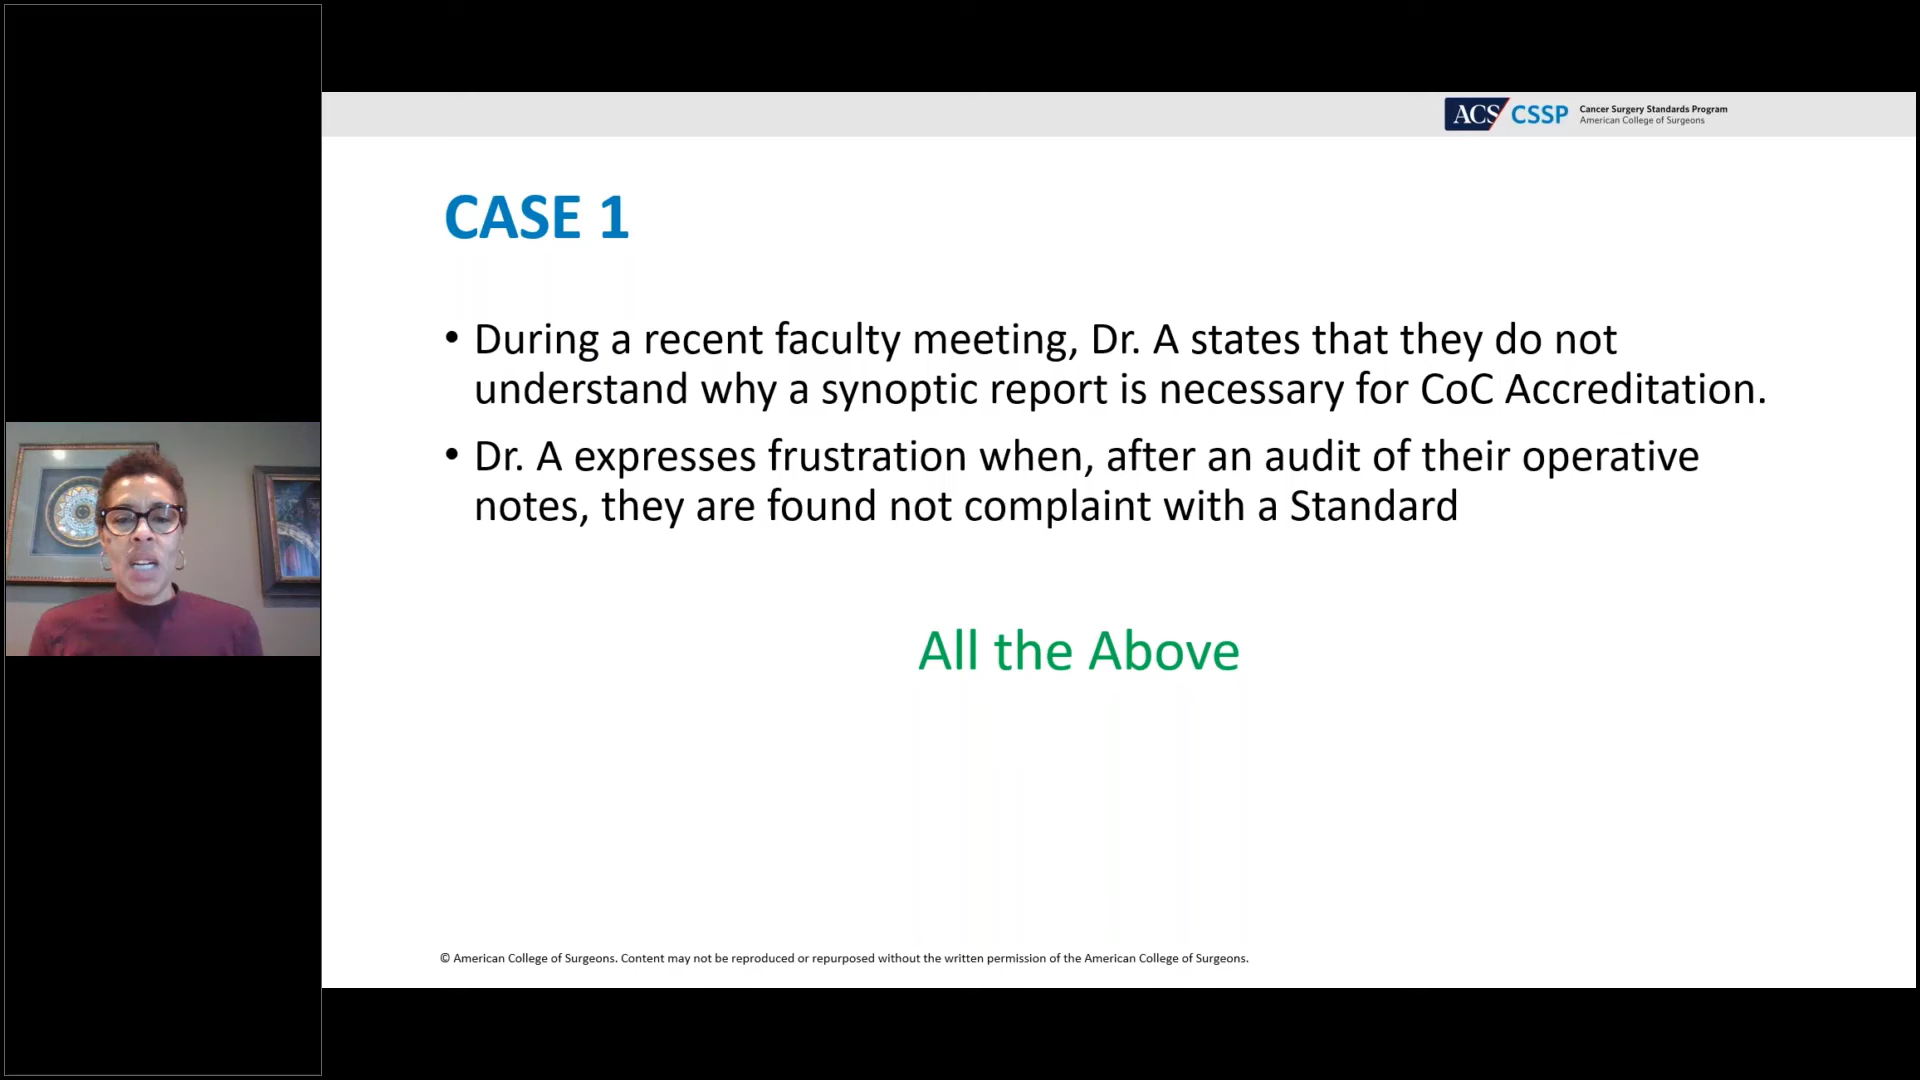 ACS CSSP Cancer Surgery Standards Program
American College of Surgeons
CASE 1
• During a recent faculty meeting, Dr. A states that they do not
understand why a synoptic report is necessary for CoC Accreditation.
• Dr. A expresses frustration when, after an audit of their operative
notes, they are found not complaint with a Standard
All the Above
© American College of Surgeons. Content may not be reproduced or repurposed without the written permission of the American College of Surgeons.